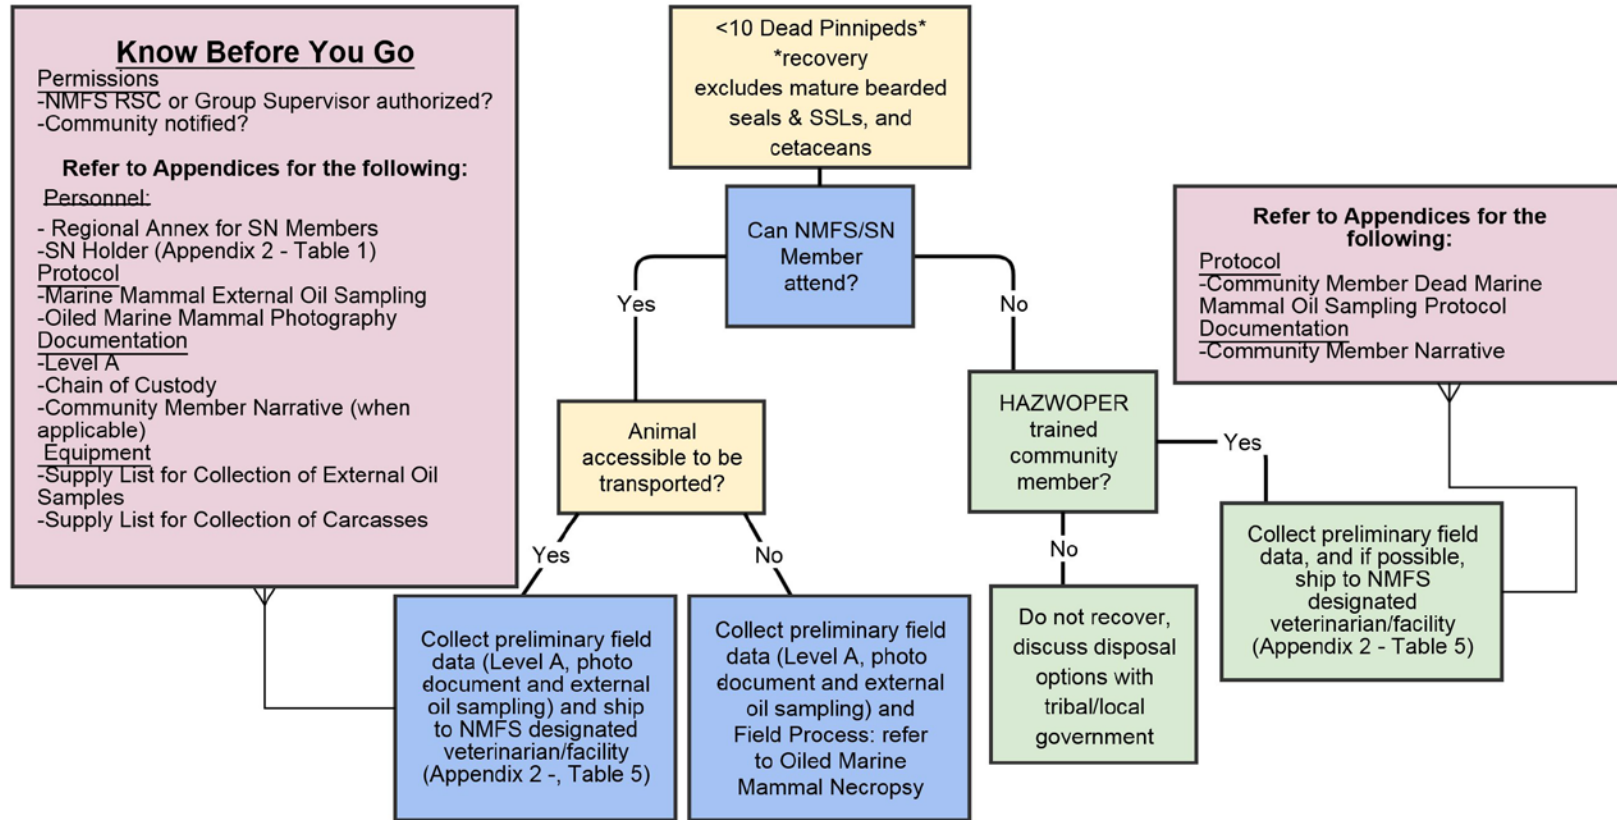 Know Before You Go
Permissions
-NMFS RSC or Group Supervisor authorized?
-Community notified?
Refer to Appendices for the following:
Personnel:
- Regional Annex for SN Members
-SN Holder (Appendix 2 - Table 1)
Protocol
-Marine Mammal External Oil Sampling
-Oiled Marine Mammal Photography
Documentation
-Level A
-Chain of Custody
-Community Member Narrative (when
applicable)
Equipment
-Supply List for Collection of External Oil
Samples
-Supply List for Collection of Carcasses
<10 Dead Pinnipeds*
*recovery
excludes mature bearded
seals & SSLs, and
cetaceans
Can NMFS/SN
Member
attend?
Yes
No
Refer to Appendices for the
following:
Protocol
-Community Member Dead Marine
Mammal Oil Sampling Protocol
Documentation
-Community Member Narrative
Animal
accessible to be
transported?
HAZWOPER
trained
community
member?
Yes
Yes
No
No
Collect preliminary field
data (Level A, photo
document and external
oil sampling) and ship
to NMFS designated
veterinarian/facility
(Appendix 2 -, Table 5)
Collect preliminary field
data (Level A, photo
document and external
oil sampling) and
Field Process: refer
to Oiled Marine
Mammal Necropsy
Do not recover,
discuss disposal
options with
tribal/local
government
Collect preliminary field
data, and if possible,
ship to NMFS
designated
veterinarian/facility
(Appendix 2 - Table 5)